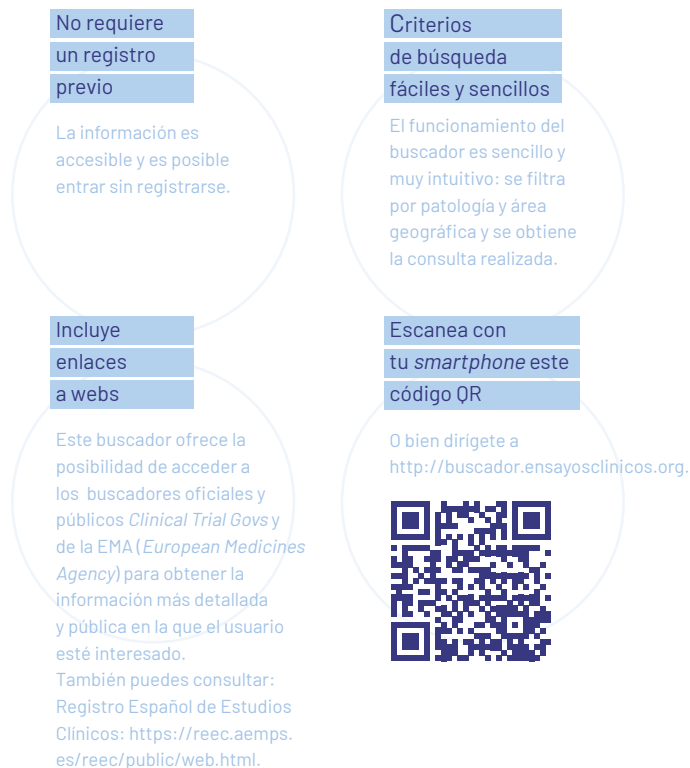 No requiere
un registro
previo
La información es
accesible y es posible
entrar sin registrarse.
Criterios
de búsqueda
fáciles y sencillos
El funcionamiento del
buscador es sencillo y
muy intuitivo: se filtra
por patología y área
geográfica y se obtiene
la consulta realizada.
Incluye
enlaces
a webs
Este buscador ofrece la
posibilidad de acceder a
los  buscadores oficiales y
públicos Clinical Trial Govs y
de la EMA (European Medicines
Agency) para obtener la
información más detallada
y pública en la que el usuario
esté interesado.
También puedes consultar:
Registro Español de Estudios
Clínicos: https://reec.aemps.
es/reec/public/web.html.
Escanea con
tu smartphone este
código QR
O bien dirígete a
http://buscador.ensayosclinicos.org.